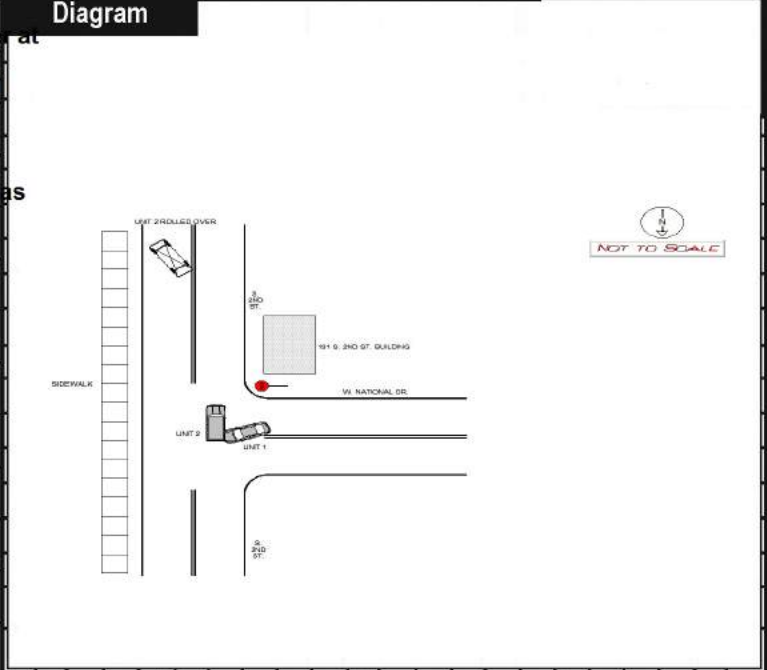 Diagram
r at
as
UNIT 2 ROLLED OVER
N
NOT TO SCALE
S.
2ND
ST.
191 S. 2ND ST. BUILDING
SIDEWALK
W. NATIONAL DR.
UNIT 2
UNIT 1
S.
2ND
ST.